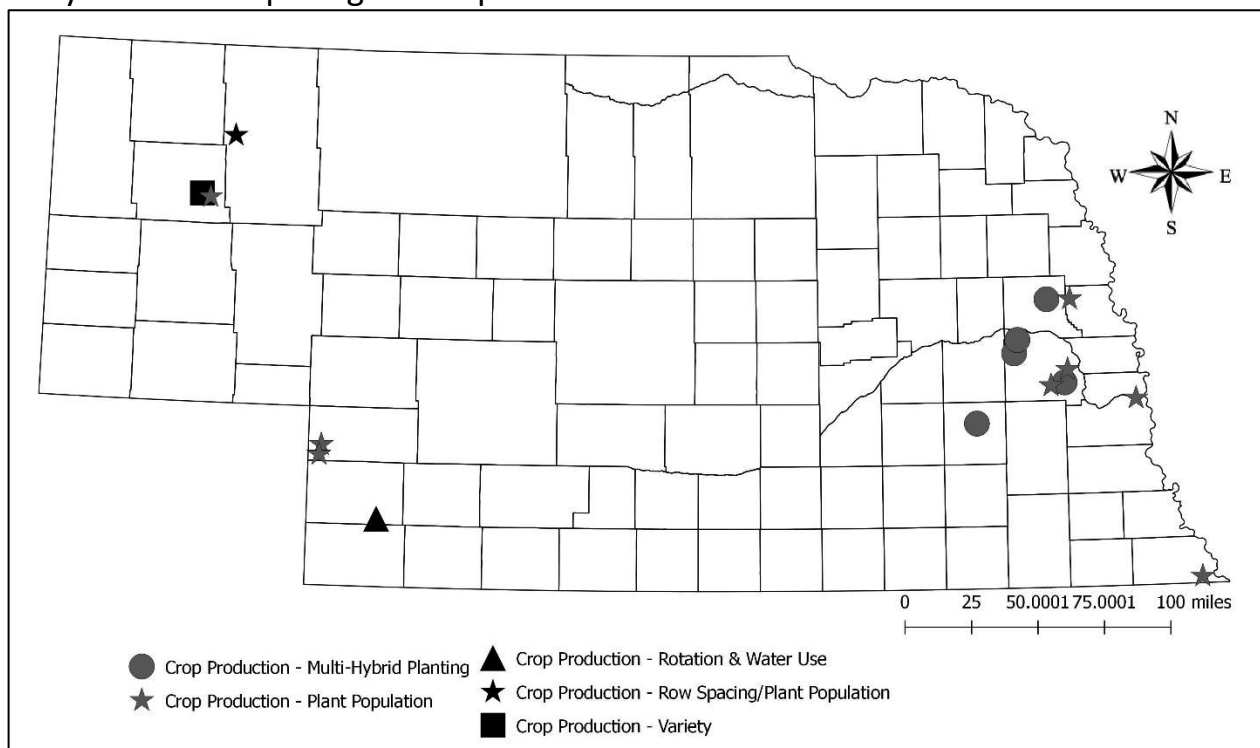 N
W E
S
0 25 50.0001 75.0001 100 miles
Crop Production - Multi-Hybrid Planting
Crop Production - Plant Population
Crop Production - Rotation & Water Use
Crop Production - Row Spacing/Plant Population
Crop Production - Variety